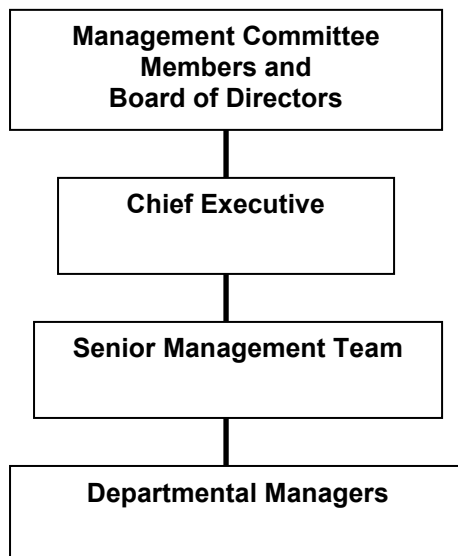 Management Committee
Members and
Board of Directors
Chief Executive
Senior Management Team
Departmental Managers